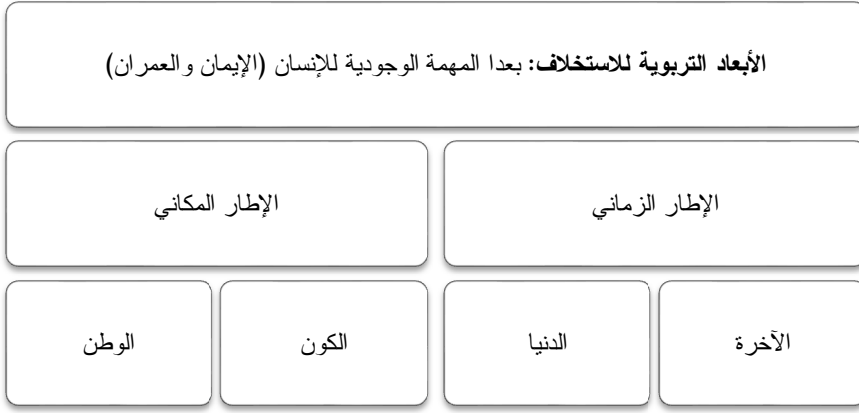 الأبعاد التربوية للاستخلاف: بعدا المهمة الوجودية للإنسان (الإيمان والعمران)
الإطار الزماني
الإطار المكاني
الآخرة
الدنيا
الكون
الوطن